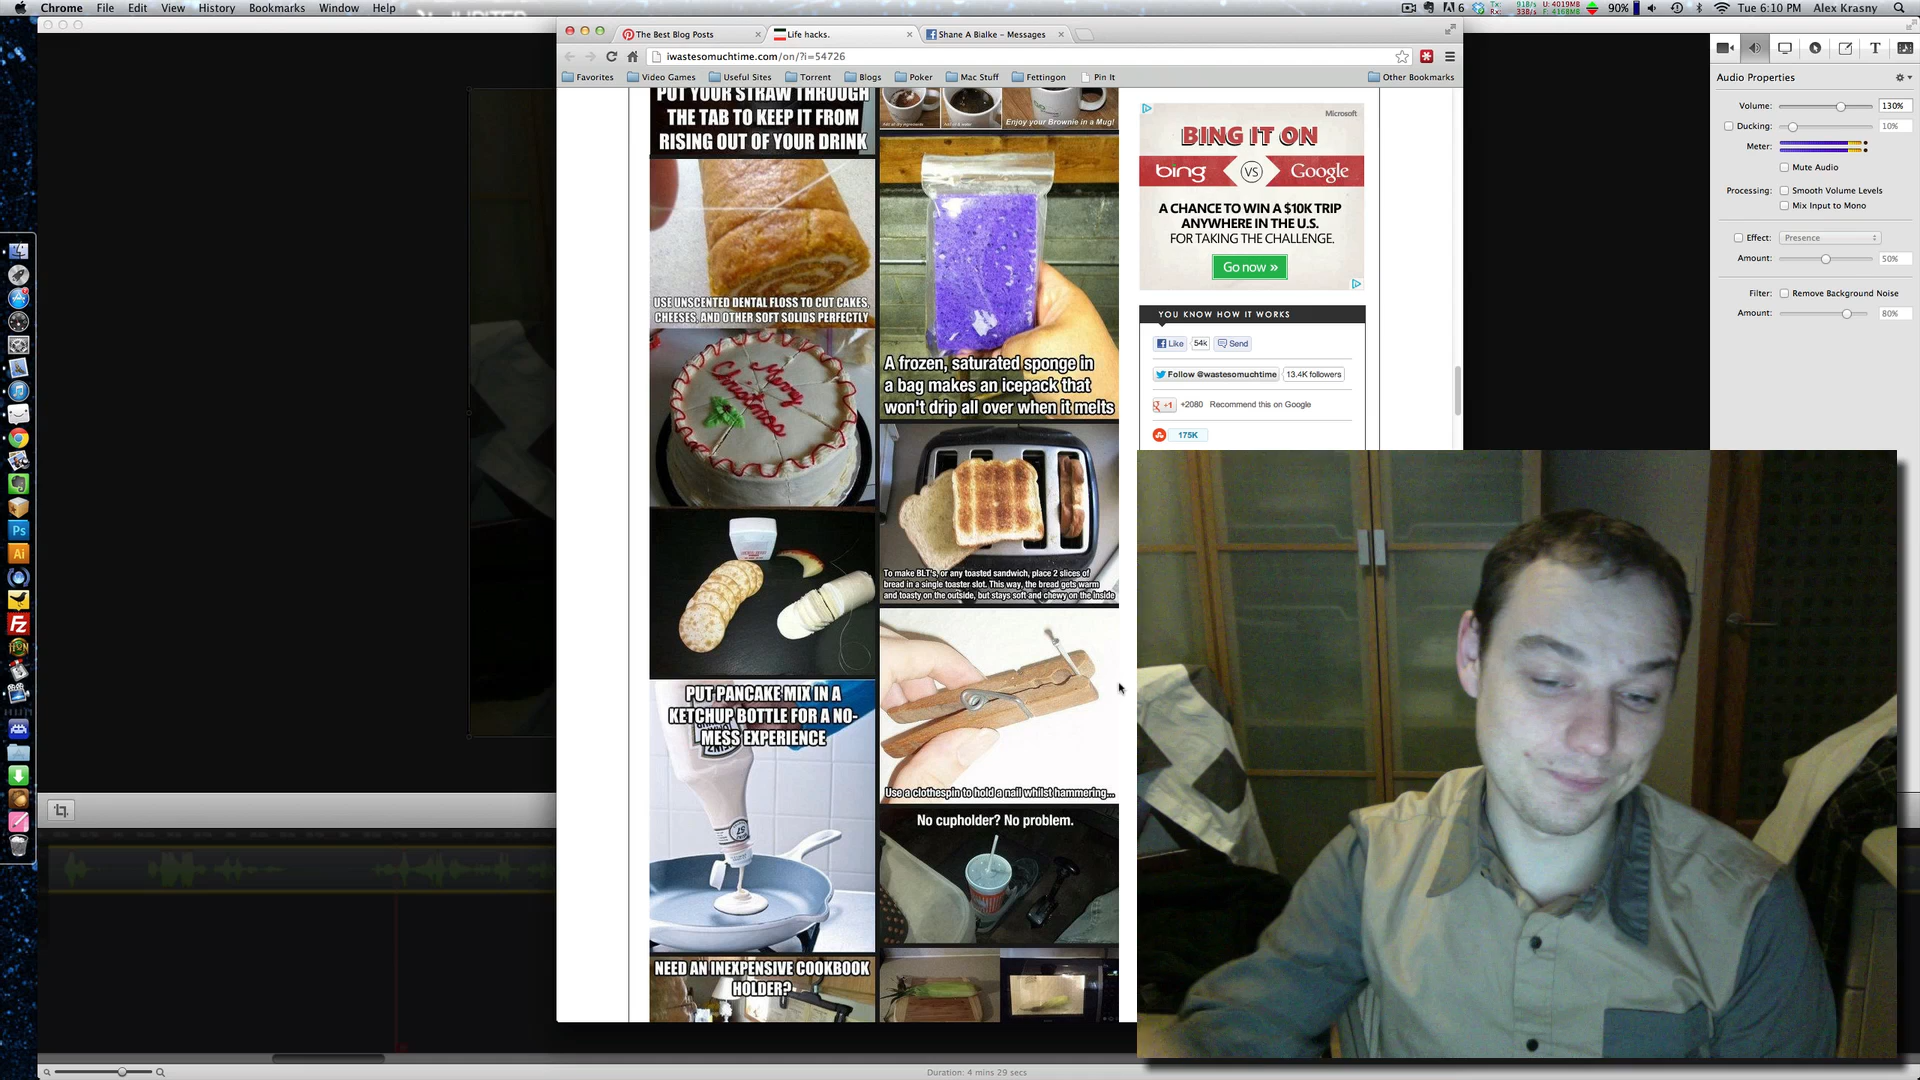 Chrome File Edit View History Bookmarks Window Help
6
90%
Tue 6:10 PM Alex Krasny
The Best Blog Posts
Life hacks.
Shane A Bialke – Messages
iwastesomuchtime.com/on/?i=54726
Favorites
Video Games
Useful Sites
Torrent
Blogs
Poker
Mac Stuff
Fettingon
Pin It
Other Bookmarks
PUT YOUR STRAW THROUGH
THE TAB TO KEEP IT FROM
RISING OUT OF YOUR DRINK
USE UNSCENTED DENTAL FLOSS TO CUT CAKES,
CHEESES, AND OTHER SOFT SOLIDS PERFECTLY
Merry
Christmas
PUT PANCAKE MIX IN A
KETCHUP BOTTLE FOR A NO-
MESS EXPERIENCE
NEED AN INEXPENSIVE COOKBOOK
HOLDER?
Enjoy your Brownie in a Mug!
A frozen, saturated sponge in
a bag makes an icepack that
won't drip all over when it melts
To make BLT's, or any toasted sandwich, place 2 slices of
bread in a single toaster slot. This way, the bread gets warm
and toasty on the outside, but stays soft and chewy on the inside
Use a clothespin to hold a nail whilst hammering...
No cupholder? No problem.
Microsoft
BING IT ON
bing VS Google
A CHANCE TO WIN A $10K TRIP
ANYWHERE IN THE U.S.
FOR TAKING THE CHALLENGE.
Go now »
YOU KNOW HOW IT WORKS
Like 54k Send
Follow @wastesomuchtime 13.4K followers
+1 +2080 Recommend this on Google
175K
Audio Properties
Volume: 130%
Ducking: 10%
Meter:
Mute Audio
Processing: Smooth Volume Levels
Mix Input to Mono
Effect: Presence
Amount: 50%
Filter: Remove Background Noise
Amount: 80%
Ps
Ai
Fz
Duration: 4 mins 29 secs